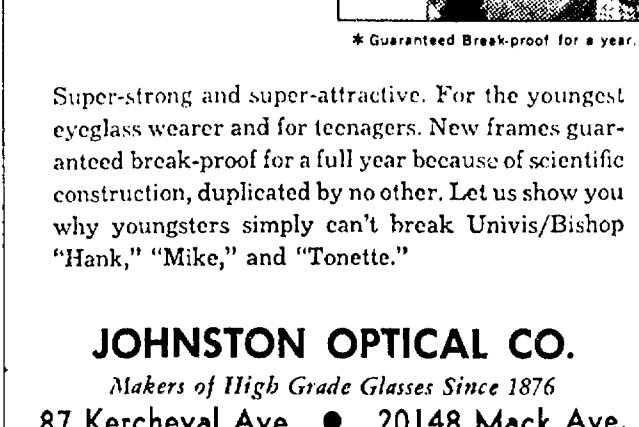 * Guaranteed Break-proof for a year.
Super-strong and super-attractive. For the youngest
eyeglass wearer and for teenagers. New frames guar-
anteed break-proof for a full year because of scientific
construction, duplicated by no other. Let us show you
why youngsters simply can't break Univis/Bishop
"Hank," "Mike," and "Tonette."
JOHNSTON OPTICAL CO.
Makers of High Grade Glasses Since 1876
87 Kercheval Ave. ● 20148 Mack Ave.